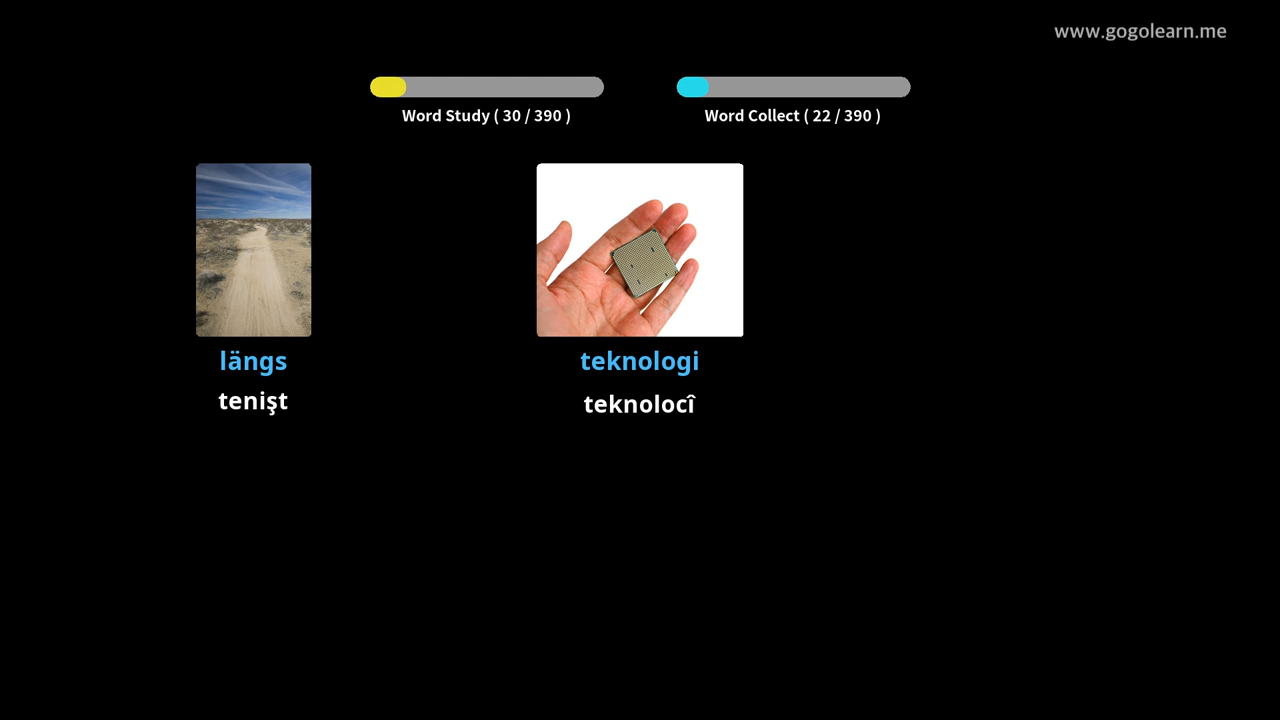 www.gogolearn.me
Word Study ( 30 / 390 )
Word Collect ( 22 / 390 )
längs
tenişt
teknologi
teknolocî